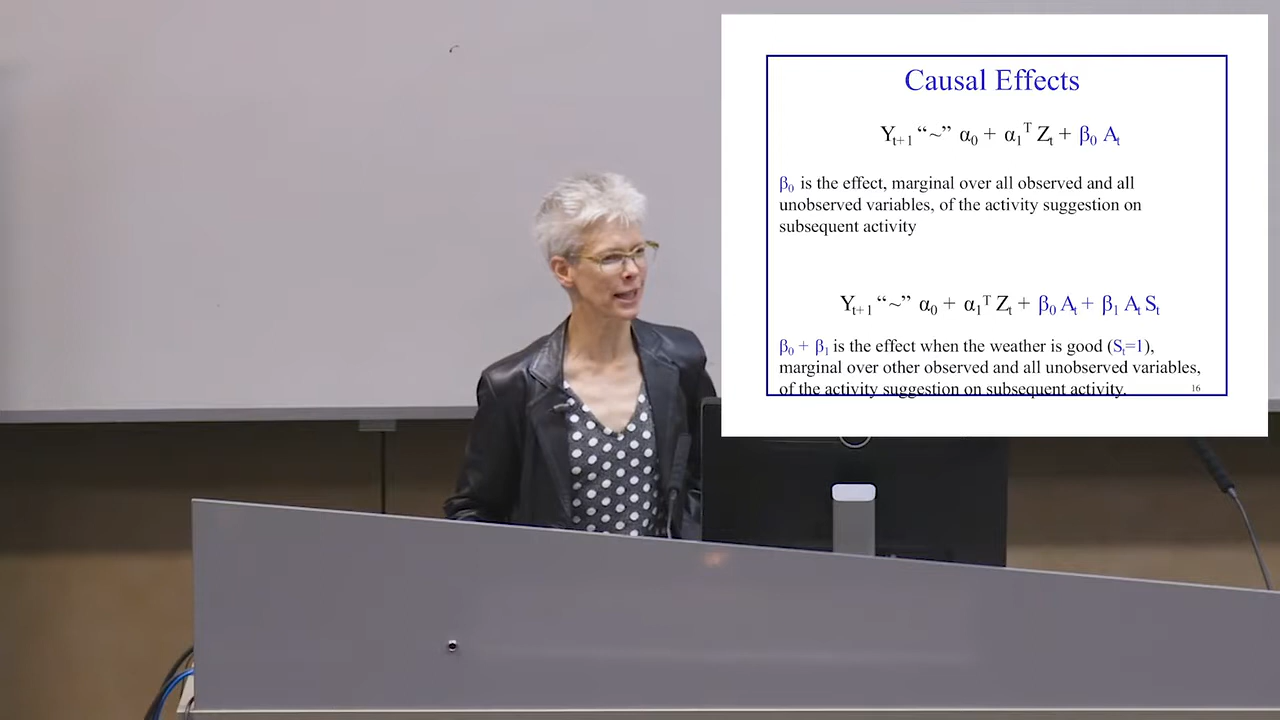 Causal Effects
Yₜ₊₁ “~” α₀ + α₁ᵀ Zₜ + β₀ Aₜ
β₀ is the effect, marginal over all observed and all
unobserved variables, of the activity suggestion on
subsequent activity
Yₜ₊₁ “~” α₀ + α₁ᵀ Zₜ + β₀ Aₜ + β₁ Aₜ Sₜ
β₀ + β₁ is the effect when the weather is good (Sₜ=1),
marginal over other observed and all unobserved variables,
of the activity suggestion on subsequent activity.
16